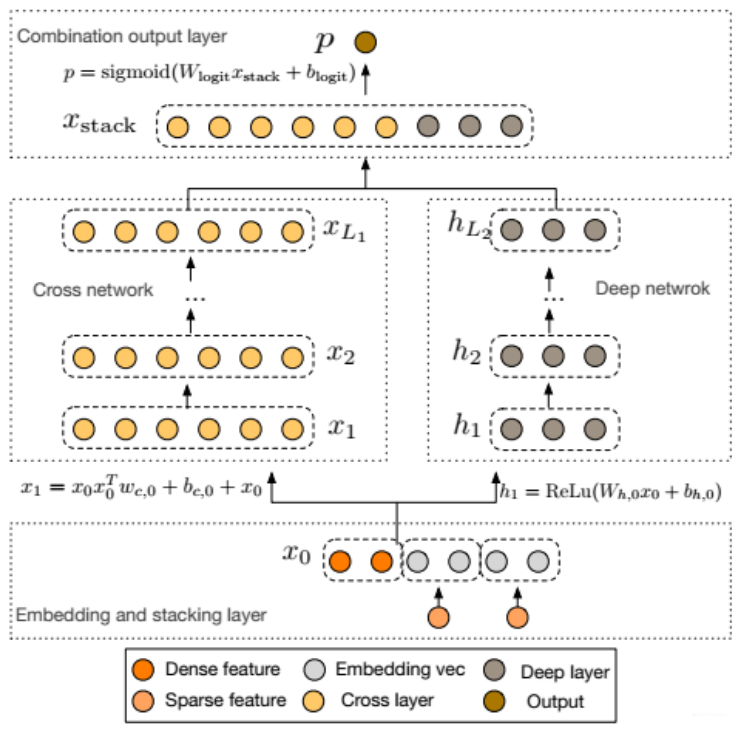 Combination output layer
p
p = sigmoid(W_logit x_stack + b_logit)
x_stack
x_{L_1}
h_{L_2}
Cross network
...
...
Deep netwrok
x_2
h_2
x_1
h_1
x_1 = x_0 x_0^T w_{c,0} + b_{c,0} + x_0
h_1 = ReLu(W_{h,0} x_0 + b_{h,0})
x_0
Embedding and stacking layer
Dense feature
Embedding vec
Deep layer
Sparse feature
Cross layer
Output